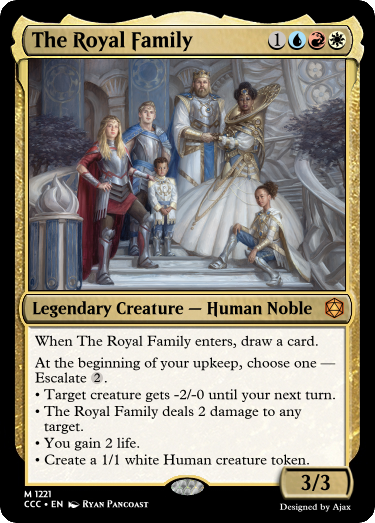 The Royal Family 1
Legendary Creature — Human Noble
When The Royal Family enters, draw a card.
At the beginning of your upkeep, choose one —
Escalate 2.
• Target creature gets -2/-0 until your next turn.
• The Royal Family deals 2 damage to any
target.
• You gain 2 life.
• Create a 1/1 white Human creature token.
3/3
M 1221
CCC • EN Ryan Pancoast
Designed by Ajax